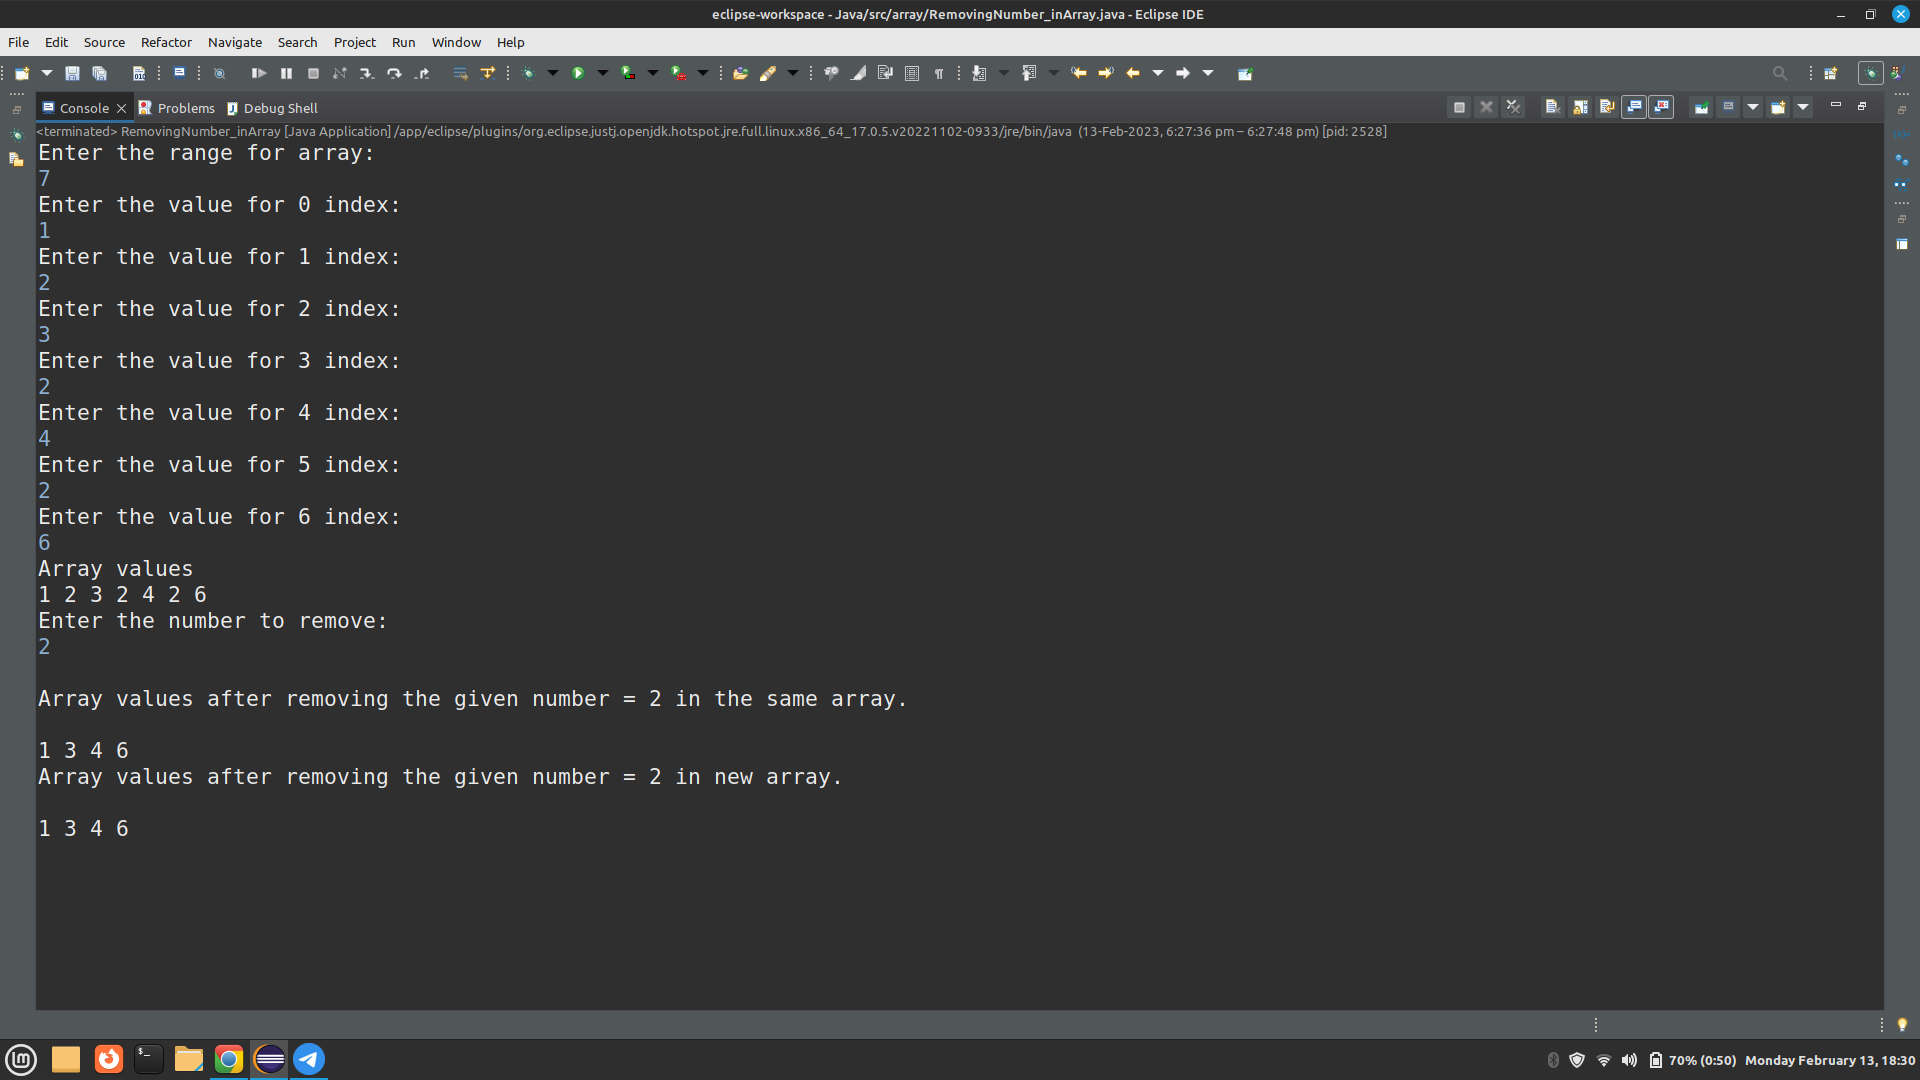 eclipse-workspace - Java/src/array/RemovingNumber_inArray.java - Eclipse IDE
File Edit Source Refactor Navigate Search Project Run Window Help
Console Problems Debug Shell
<terminated> RemovingNumber_inArray [Java Application] /app/eclipse/plugins/org.eclipse.justj.openjdk.hotspot.jre.full.linux.x86_64_17.0.5.v20221102-0933/jre/bin/java (13-Feb-2023, 6:27:36 pm – 6:27:48 pm) [pid: 2528]
Enter the range for array:
7
Enter the value for 0 index:
1
Enter the value for 1 index:
2
Enter the value for 2 index:
3
Enter the value for 3 index:
2
Enter the value for 4 index:
4
Enter the value for 5 index:
2
Enter the value for 6 index:
6
Array values
1 2 3 2 4 2 6
Enter the number to remove:
2
Array values after removing the given number = 2 in the same array.
1 3 4 6
Array values after removing the given number = 2 in new array.
1 3 4 6
70% (0:50) Monday February 13, 18:30